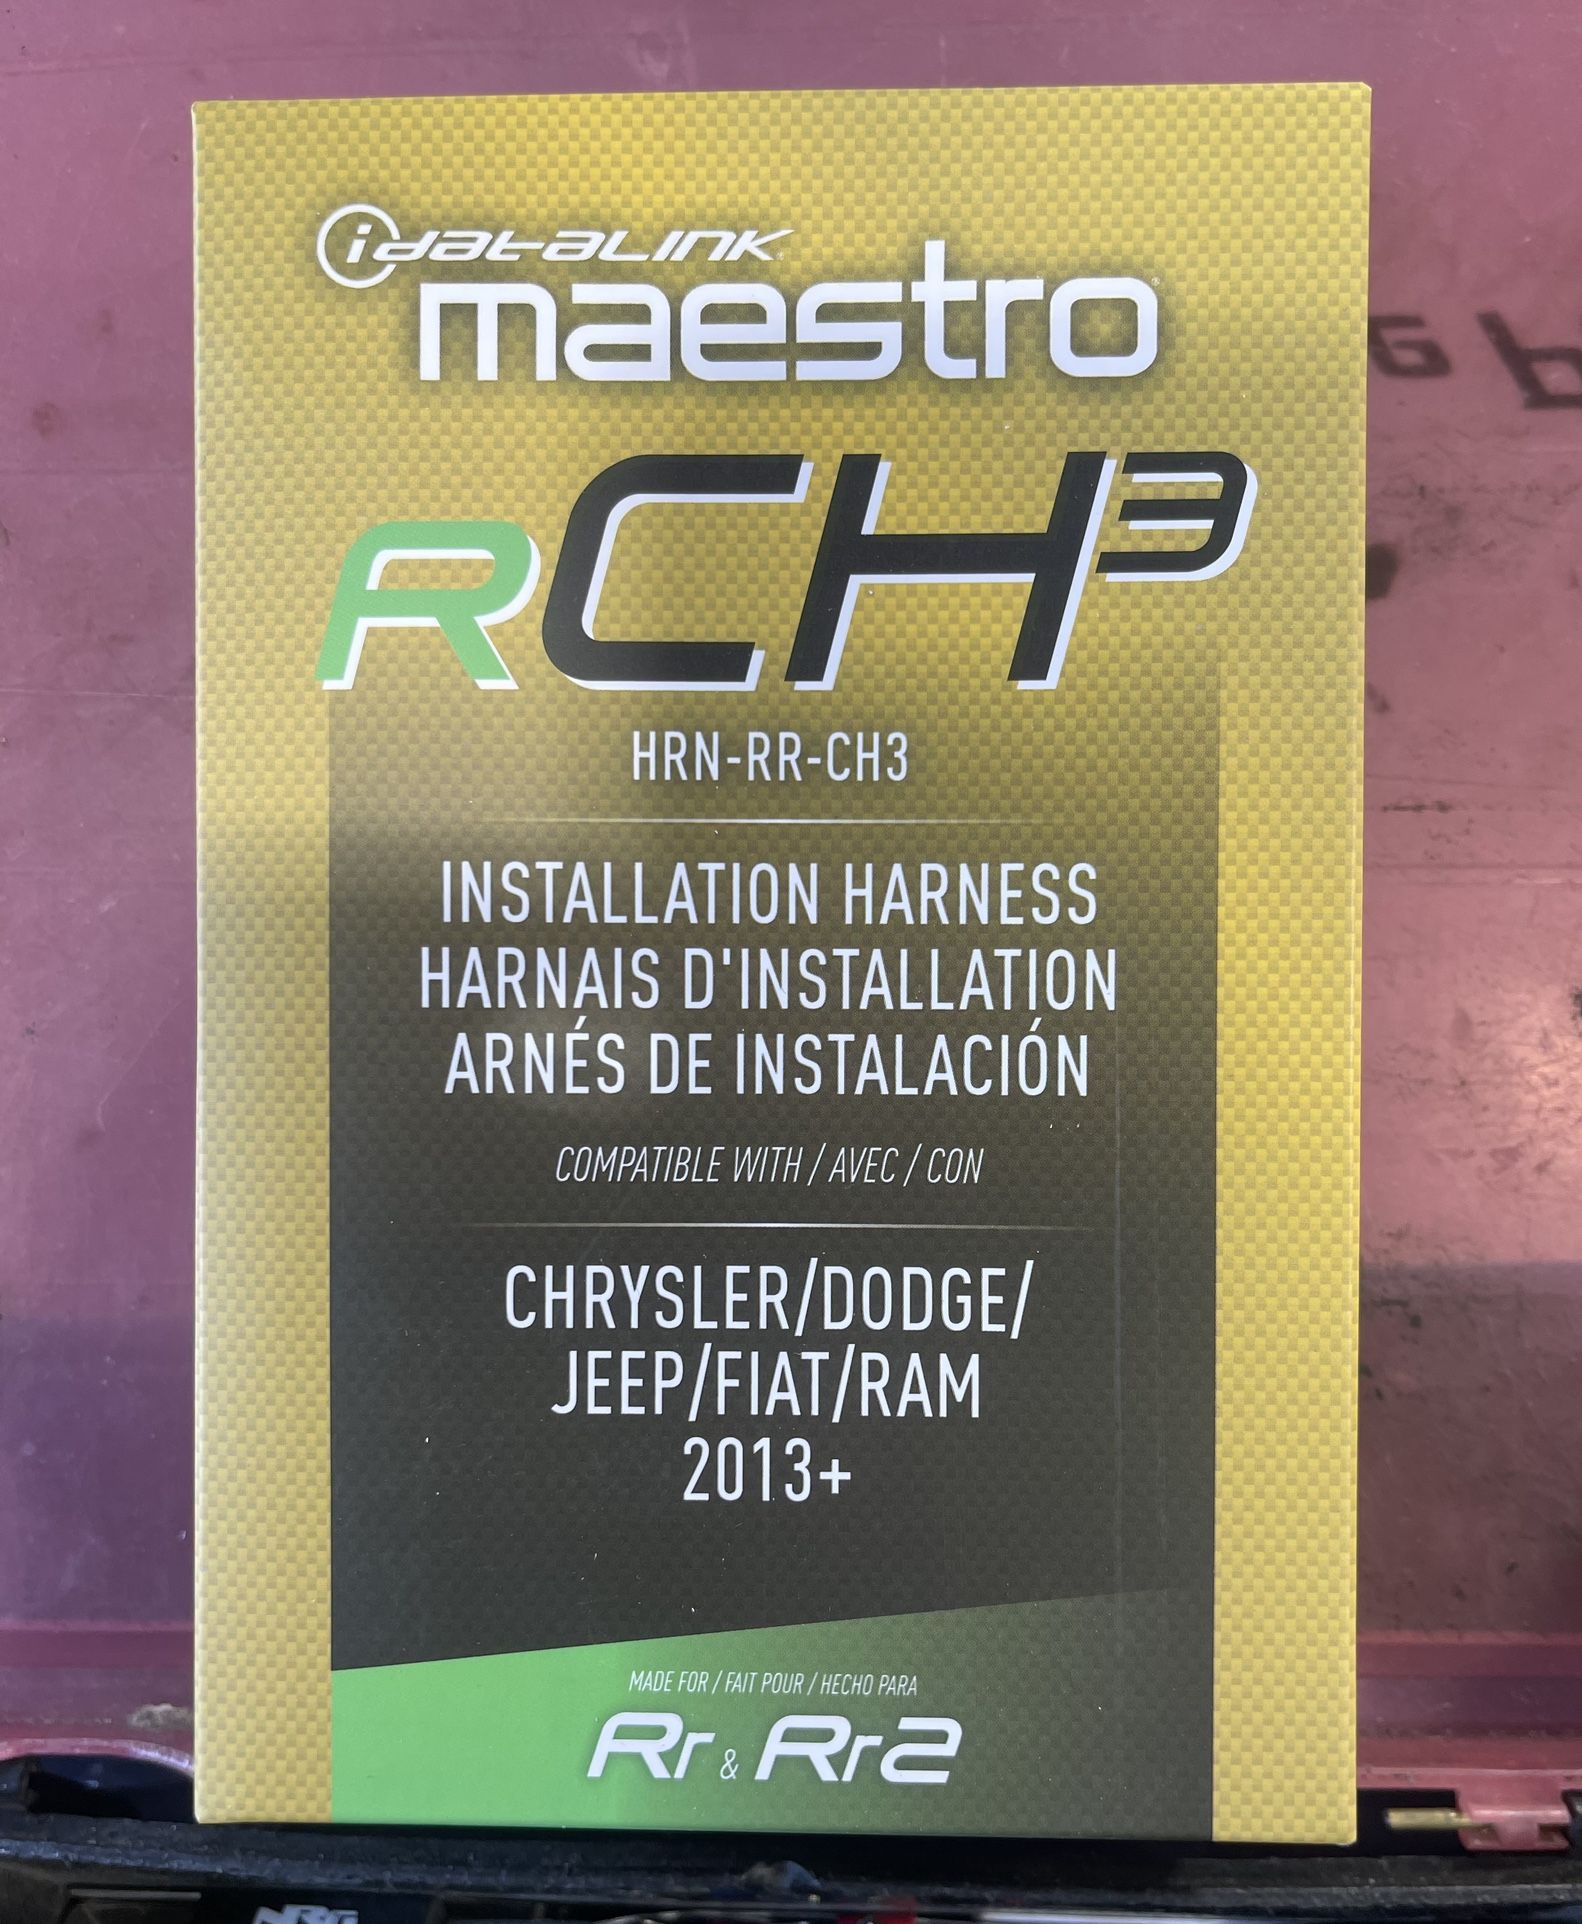 idatalink
maestro
RCH3
HRN-RR-CH3
INSTALLATION HARNESS
HARNAIS D'INSTALLATION
ARNÉS DE INSTALACIÓN
COMPATIBLE WITH / AVEC / CON
CHRYSLER/DODGE/
JEEP/FIAT/RAM
2013+
MADE FOR / FAIT POUR / HECHO PARA
Rr & Rr2